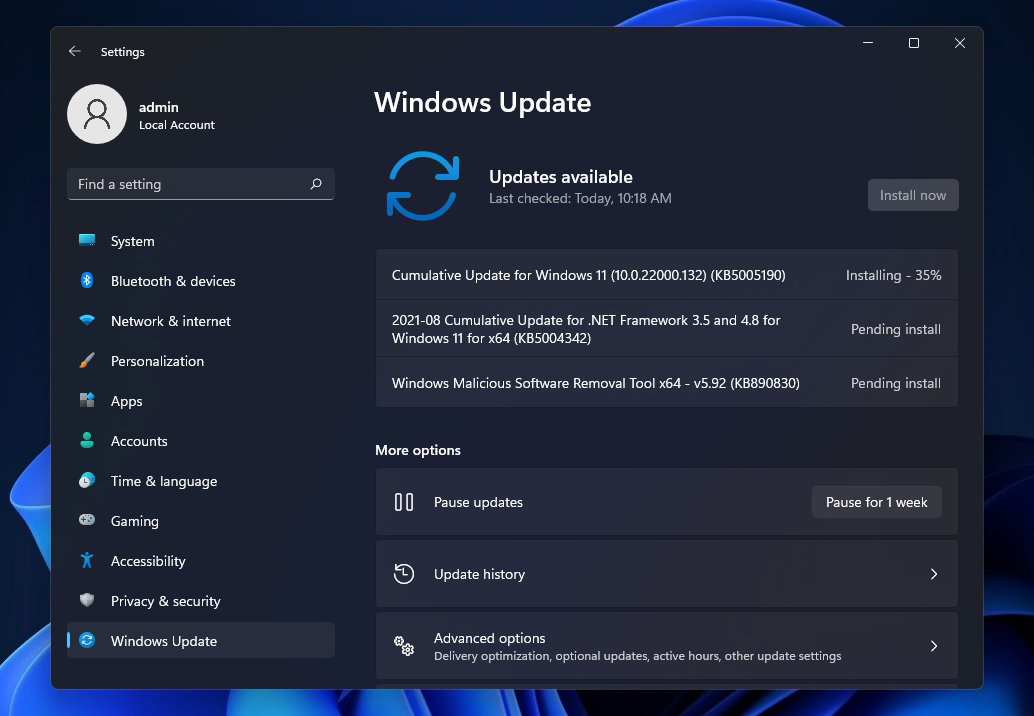 Settings
admin
Local Account
Find a setting
System
Bluetooth & devices
Network & internet
Personalization
Apps
Accounts
Time & language
Gaming
Accessibility
Privacy & security
Windows Update
Windows Update
Updates available
Last checked: Today, 10:18 AM
Install now
Cumulative Update for Windows 11 (10.0.22000.132) (KB5005190)
Installing - 35%
2021-08 Cumulative Update for .NET Framework 3.5 and 4.8 for
Windows 11 for x64 (KB5004342)
Pending install
Windows Malicious Software Removal Tool x64 - v5.92 (KB890830)
Pending install
More options
Pause updates
Pause for 1 week
Update history
Advanced options
Delivery optimization, optional updates, active hours, other update settings